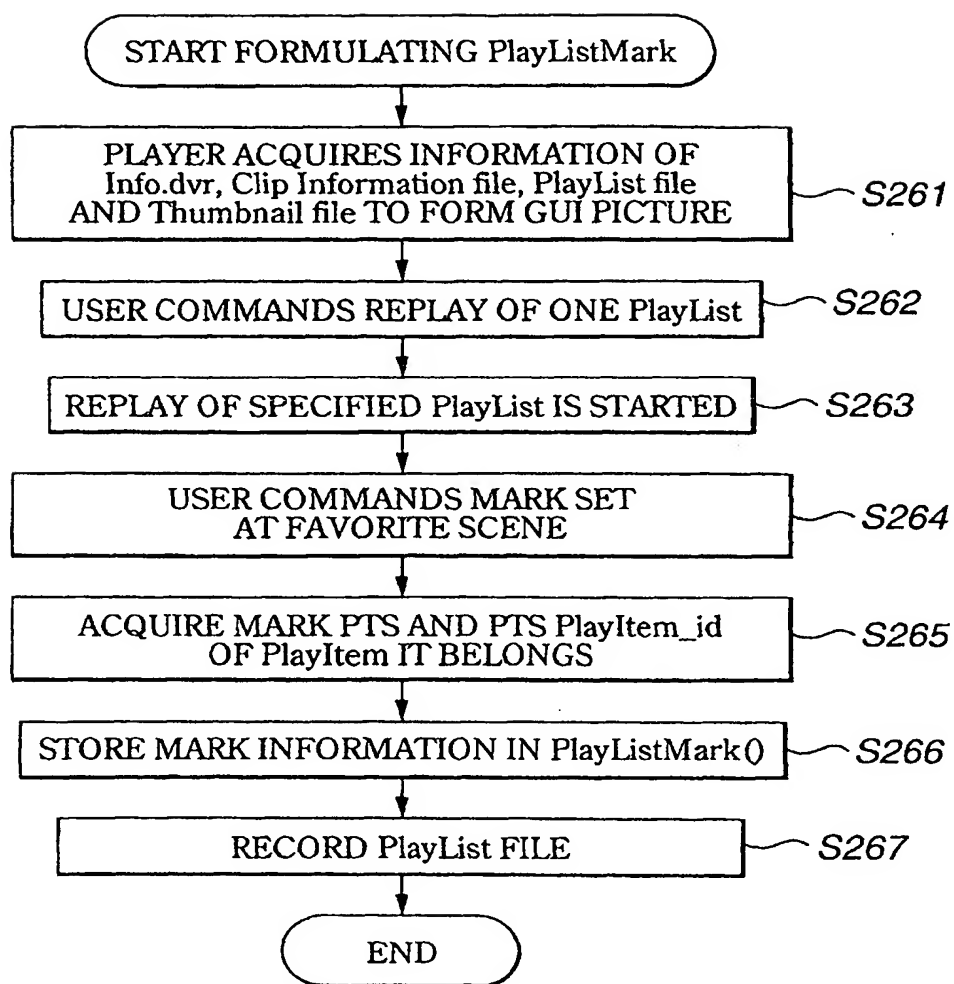 START FORMULATING PlayListMark
PLAYER ACQUIRES INFORMATION OF
Info.dvr, Clip Information file, PlayList file
AND Thumbnail file TO FORM GUI PICTURE
S261
USER COMMANDS REPLAY OF ONE PlayList
S262
REPLAY OF SPECIFIED PlayList IS STARTED
S263
USER COMMANDS MARK SET
AT FAVORITE SCENE
S264
ACQUIRE MARK PTS AND PTS PlayItem_id
OF PlayItem IT BELONGS
S265
STORE MARK INFORMATION IN PlayListMark()
S266
RECORD PlayList FILE
S267
END